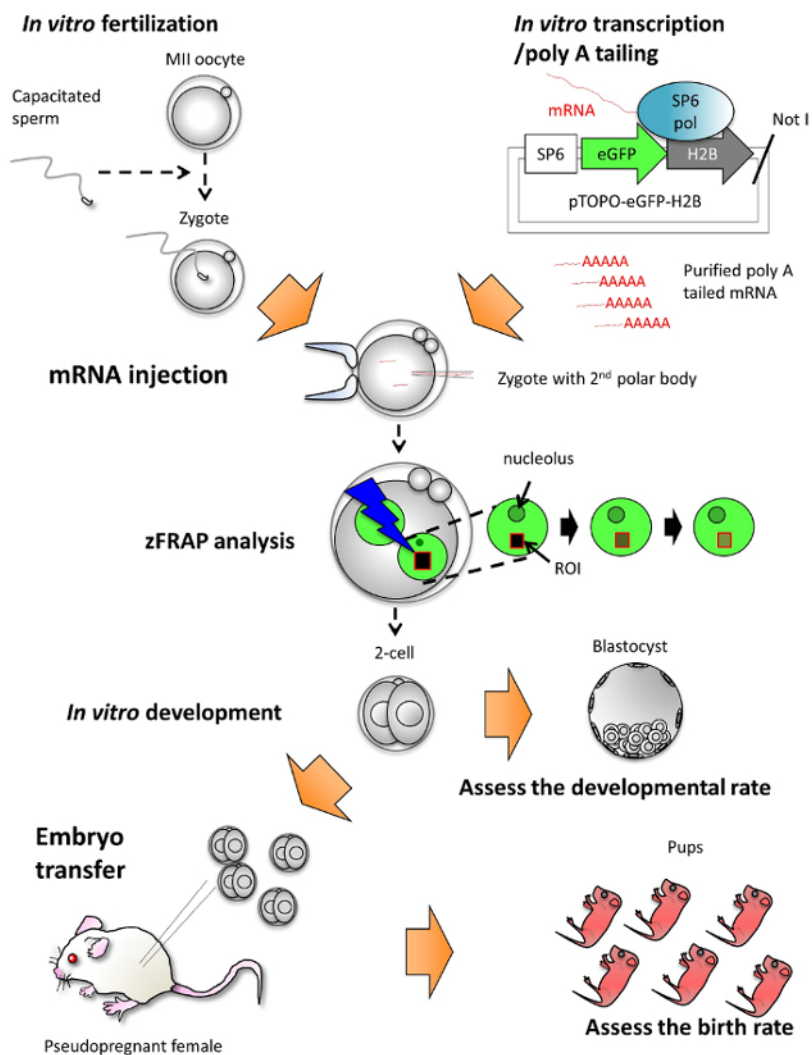 In vitro fertilization
MII oocyte
Capacitated
sperm
Zygote
In vitro transcription
/poly A tailing
mRNA
SP6
pol
Not I
SP6
eGFP
H2B
pTOPO-eGFP-H2B
AAAAA
AAAAA
AAAAA
AAAAA
Purified poly A
tailed mRNA
mRNA injection
Zygote with 2nd polar body
nucleolus
zFRAP analysis
ROI
2-cell
Blastocyst
In vitro development
Assess the developmental rate
Embryo
transfer
Pups
Assess the birth rate
Pseudopregnant female